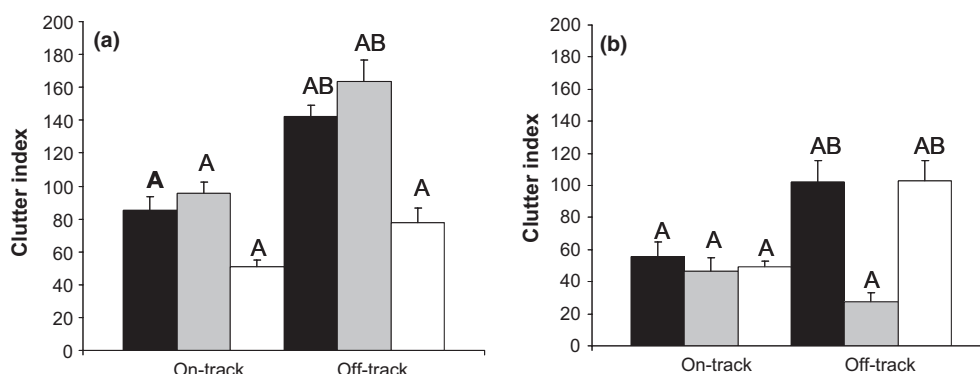 (a)
Clutter index
200
180
160
140
120
100
80
60
40
20
0
A
A
A
AB
AB
A
On-track
Off-track
(b)
Clutter index
200
180
160
140
120
100
80
60
40
20
0
A
A
A
AB
A
AB
On-track
Off-track